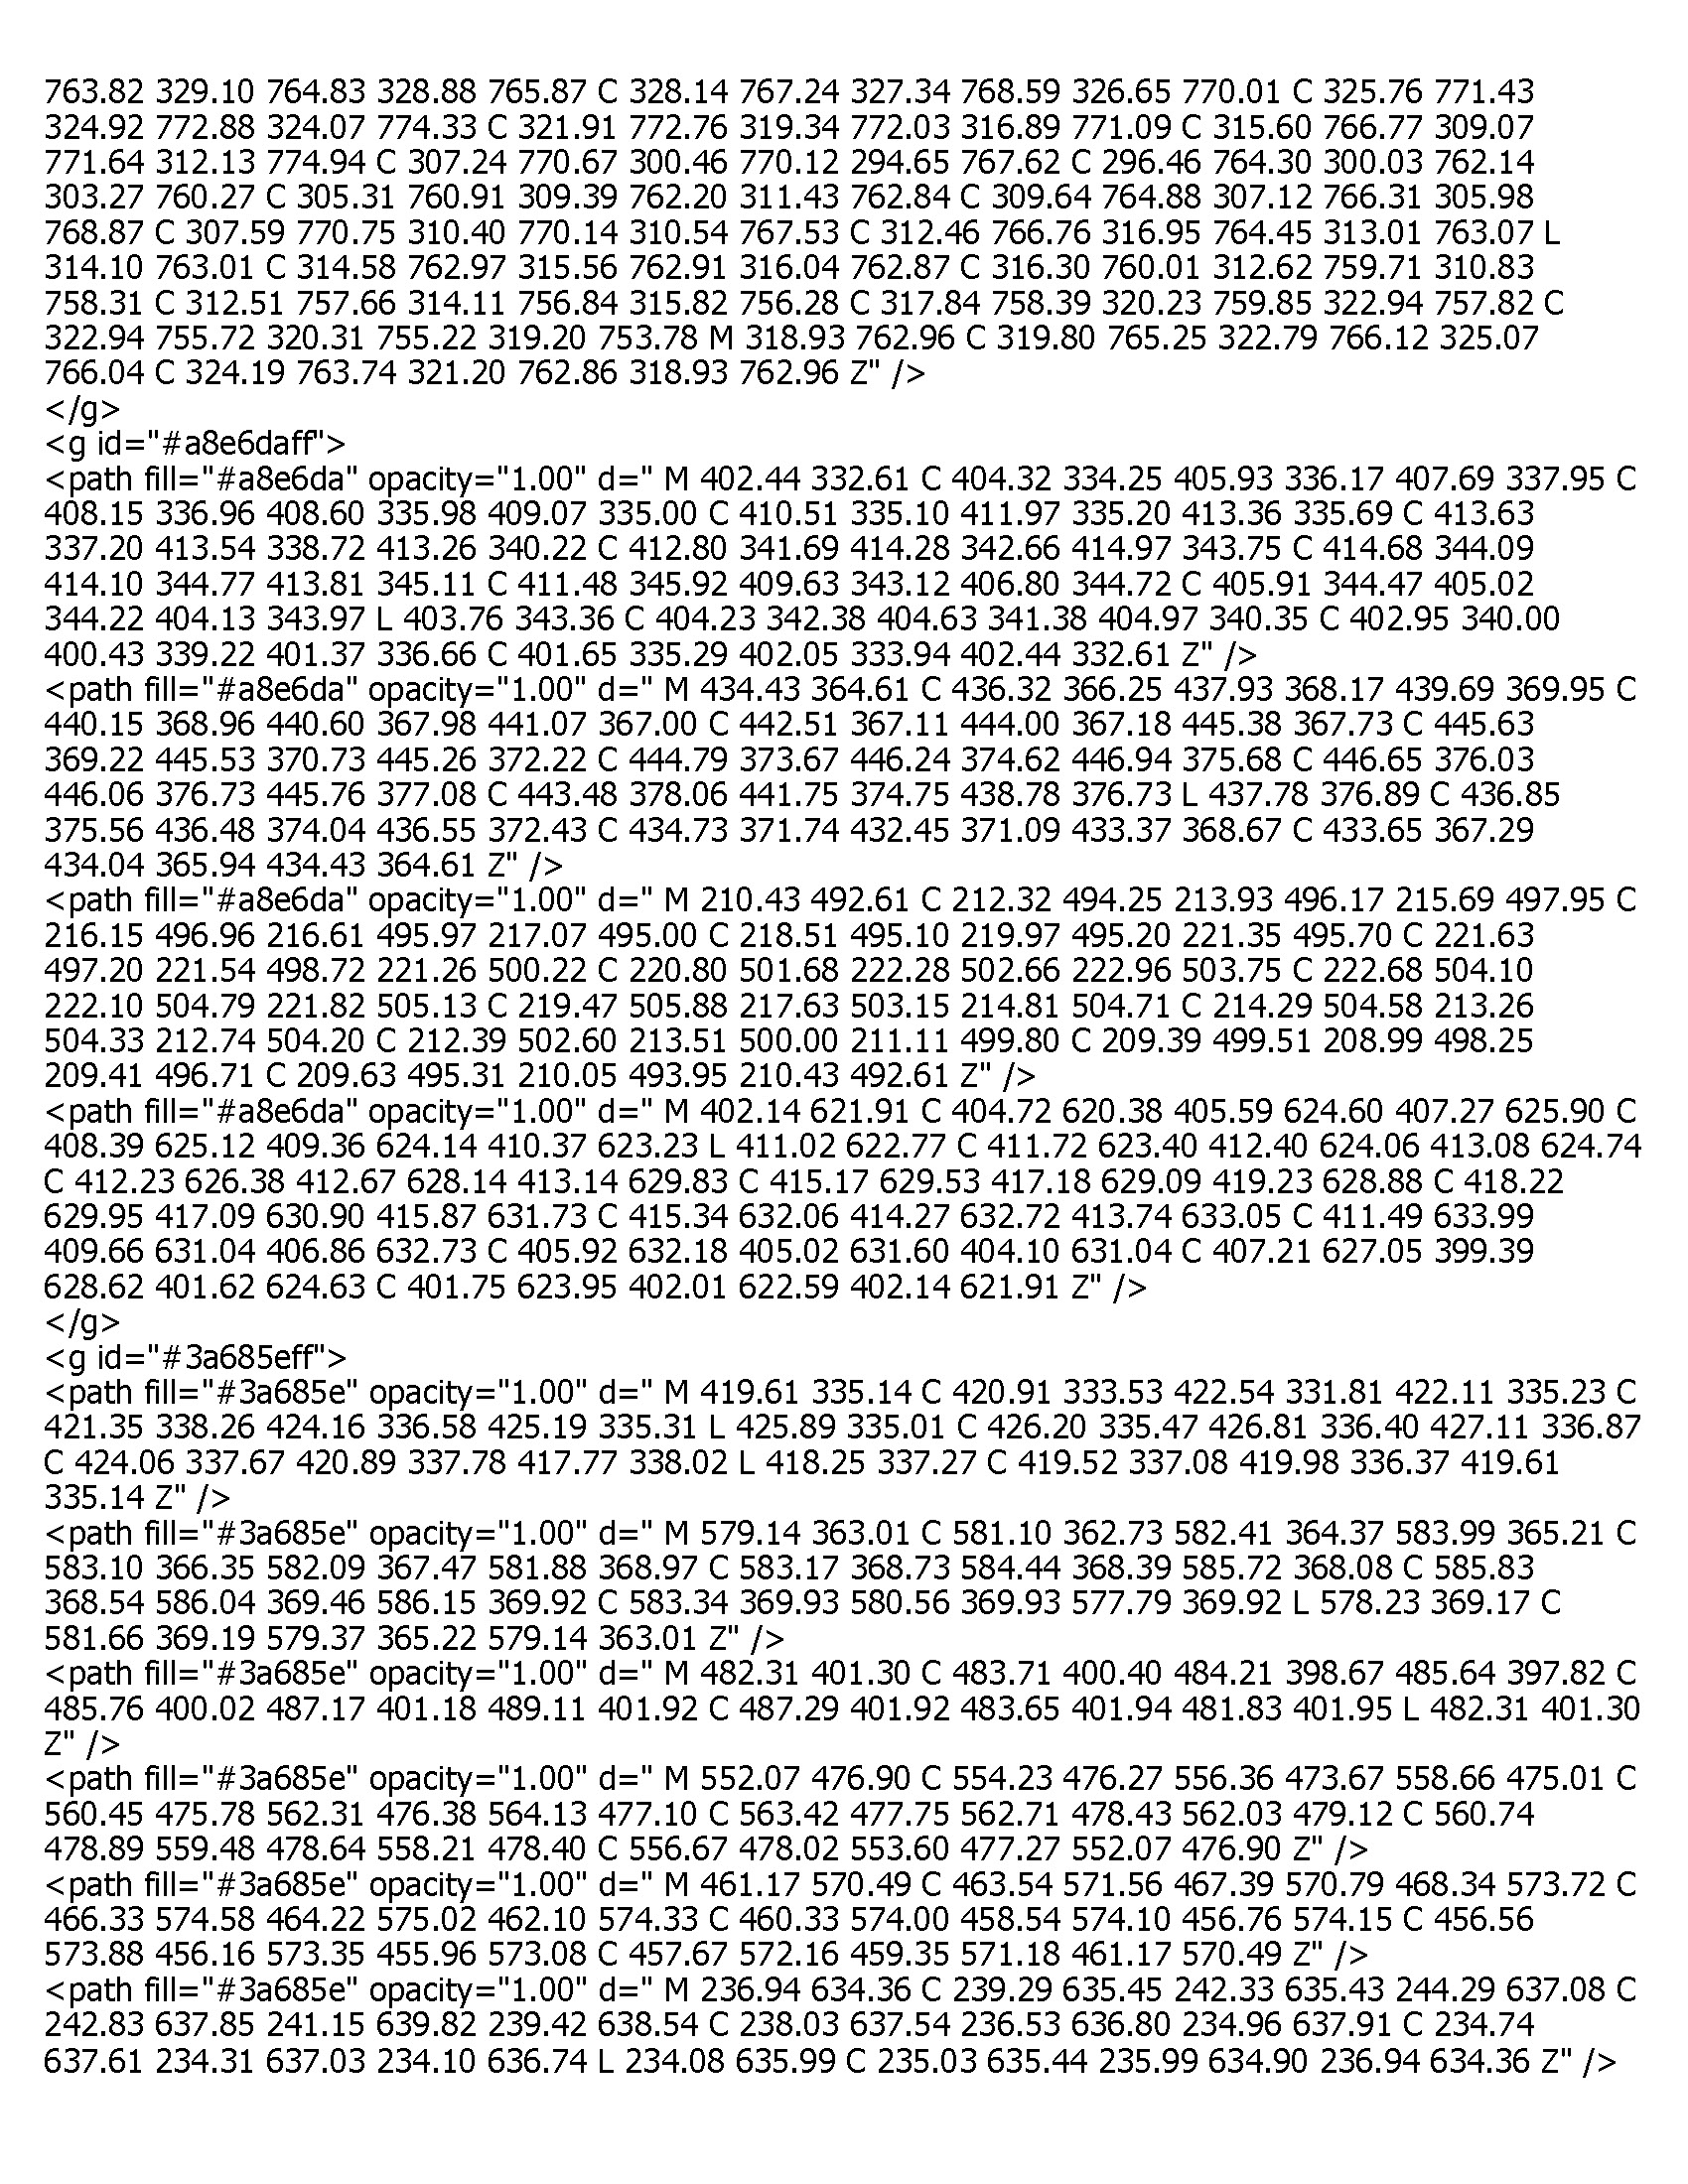 763.82 329.10 764.83 328.88 765.87 C 328.14 767.24 327.34 768.59 326.65 770.01 C 325.76 771.43
324.92 772.88 324.07 774.33 C 321.91 772.76 319.34 772.03 316.89 771.09 C 315.60 766.77 309.07
771.64 312.13 774.94 C 307.24 770.67 300.46 770.12 294.65 767.62 C 296.46 764.30 300.03 762.14
303.27 760.27 C 305.31 760.91 309.39 762.20 311.43 762.84 C 309.64 764.88 307.12 766.31 305.98
768.87 C 307.59 770.75 310.40 770.14 310.54 767.53 C 312.46 766.76 316.95 764.45 313.01 763.07 L
314.10 763.01 C 314.58 762.97 315.56 762.91 316.04 762.87 C 316.30 760.01 312.62 759.71 310.83
758.31 C 312.51 757.66 314.11 756.84 315.82 756.28 C 317.84 758.39 320.23 759.85 322.94 757.82 C
322.94 755.72 320.31 755.22 319.20 753.78 M 318.93 762.96 C 319.80 765.25 322.79 766.12 325.07
766.04 C 324.19 763.74 321.20 762.86 318.93 762.96 Z" />
</g>
<g id="#a8e6daff">
<path fill="#a8e6da" opacity="1.00" d=" M 402.44 332.61 C 404.32 334.25 405.93 336.17 407.69 337.95 C
408.15 336.96 408.60 335.98 409.07 335.00 C 410.51 335.10 411.97 335.20 413.36 335.69 C 413.63
337.20 413.54 338.72 413.26 340.22 C 412.80 341.69 414.28 342.66 414.97 343.75 C 414.68 344.09
414.10 344.77 413.81 345.11 C 411.48 345.92 409.63 343.12 406.80 344.72 C 405.91 344.47 405.02
344.22 404.13 343.97 L 403.76 343.36 C 404.23 342.38 404.63 341.38 404.97 340.35 C 402.95 340.00
400.43 339.22 401.37 336.66 C 401.65 335.29 402.05 333.94 402.44 332.61 Z" />
<path fill="#a8e6da" opacity="1.00" d=" M 434.43 364.61 C 436.32 366.25 437.93 368.17 439.69 369.95 C
440.15 368.96 440.60 367.98 441.07 367.00 C 442.51 367.11 444.00 367.18 445.38 367.73 C 445.63
369.22 445.53 370.73 445.26 372.22 C 444.79 373.67 446.24 374.62 446.94 375.68 C 446.65 376.03
446.06 376.73 445.76 377.08 C 443.48 378.06 441.75 374.75 438.78 376.73 L 437.78 376.89 C 436.85
375.56 436.48 374.04 436.55 372.43 C 434.73 371.74 432.45 371.09 433.37 368.67 C 433.65 367.29
434.04 365.94 434.43 364.61 Z" />
<path fill="#a8e6da" opacity="1.00" d=" M 210.43 492.61 C 212.32 494.25 213.93 496.17 215.69 497.95 C
216.15 496.96 216.61 495.97 217.07 495.00 C 218.51 495.10 219.97 495.20 221.35 495.70 C 221.63
497.20 221.54 498.72 221.26 500.22 C 220.80 501.68 222.28 502.66 222.96 503.75 C 222.68 504.10
222.10 504.79 221.82 505.13 C 219.47 505.88 217.63 503.15 214.81 504.71 C 214.29 504.58 213.26
504.33 212.74 504.20 C 212.39 502.60 213.51 500.00 211.11 499.80 C 209.39 499.51 208.99 498.25
209.41 496.71 C 209.63 495.31 210.05 493.95 210.43 492.61 Z" />
<path fill="#a8e6da" opacity="1.00" d=" M 402.14 621.91 C 404.72 620.38 405.59 624.60 407.27 625.90 C
408.39 625.12 409.36 624.14 410.37 623.23 L 411.02 622.77 C 411.72 623.40 412.40 624.06 413.08 624.74
C 412.23 626.38 412.67 628.14 413.14 629.83 C 415.17 629.53 417.18 629.09 419.23 628.88 C 418.22
629.95 417.09 630.90 415.87 631.73 C 415.34 632.06 414.27 632.72 413.74 633.05 C 411.49 633.99
409.66 631.04 406.86 632.73 C 405.92 632.18 405.02 631.60 404.10 631.04 C 407.21 627.05 399.39
628.62 401.62 624.63 C 401.75 623.95 402.01 622.59 402.14 621.91 Z" />
</g>
<g id="#3a685eff">
<path fill="#3a685e" opacity="1.00" d=" M 419.61 335.14 C 420.91 333.53 422.54 331.81 422.11 335.23 C
421.35 338.26 424.16 336.58 425.19 335.31 L 425.89 335.01 C 426.20 335.47 426.81 336.40 427.11 336.87
C 424.06 337.67 420.89 337.78 417.77 338.02 L 418.25 337.27 C 419.52 337.08 419.98 336.37 419.61
335.14 Z" />
<path fill="#3a685e" opacity="1.00" d=" M 579.14 363.01 C 581.10 362.73 582.41 364.37 583.99 365.21 C
583.10 366.35 582.09 367.47 581.88 368.97 C 583.17 368.73 584.44 368.39 585.72 368.08 C 585.83
368.54 586.04 369.46 586.15 369.92 C 583.34 369.93 580.56 369.93 577.79 369.92 L 578.23 369.17 C
581.66 369.19 579.37 365.22 579.14 363.01 Z" />
<path fill="#3a685e" opacity="1.00" d=" M 482.31 401.30 C 483.71 400.40 484.21 398.67 485.64 397.82 C
485.76 400.02 487.17 401.18 489.11 401.92 C 487.29 401.92 483.65 401.94 481.83 401.95 L 482.31 401.30
Z" />
<path fill="#3a685e" opacity="1.00" d=" M 552.07 476.90 C 554.23 476.27 556.36 473.67 558.66 475.01 C
560.45 475.78 562.31 476.38 564.13 477.10 C 563.42 477.75 562.71 478.43 562.03 479.12 C 560.74
478.89 559.48 478.64 558.21 478.40 C 556.67 478.02 553.60 477.27 552.07 476.90 Z" />
<path fill="#3a685e" opacity="1.00" d=" M 461.17 570.49 C 463.54 571.56 467.39 570.79 468.34 573.72 C
466.33 574.58 464.22 575.02 462.10 574.33 C 460.33 574.00 458.54 574.10 456.76 574.15 C 456.56
573.88 456.16 573.35 455.96 573.08 C 457.67 572.16 459.35 571.18 461.17 570.49 Z" />
<path fill="#3a685e" opacity="1.00" d=" M 236.94 634.36 C 239.29 635.45 242.33 635.43 244.29 637.08 C
242.83 637.85 241.15 639.82 239.42 638.54 C 238.03 637.54 236.53 636.80 234.96 637.91 C 234.74
637.61 234.31 637.03 234.10 636.74 L 234.08 635.99 C 235.03 635.44 235.99 634.90 236.94 634.36 Z" />